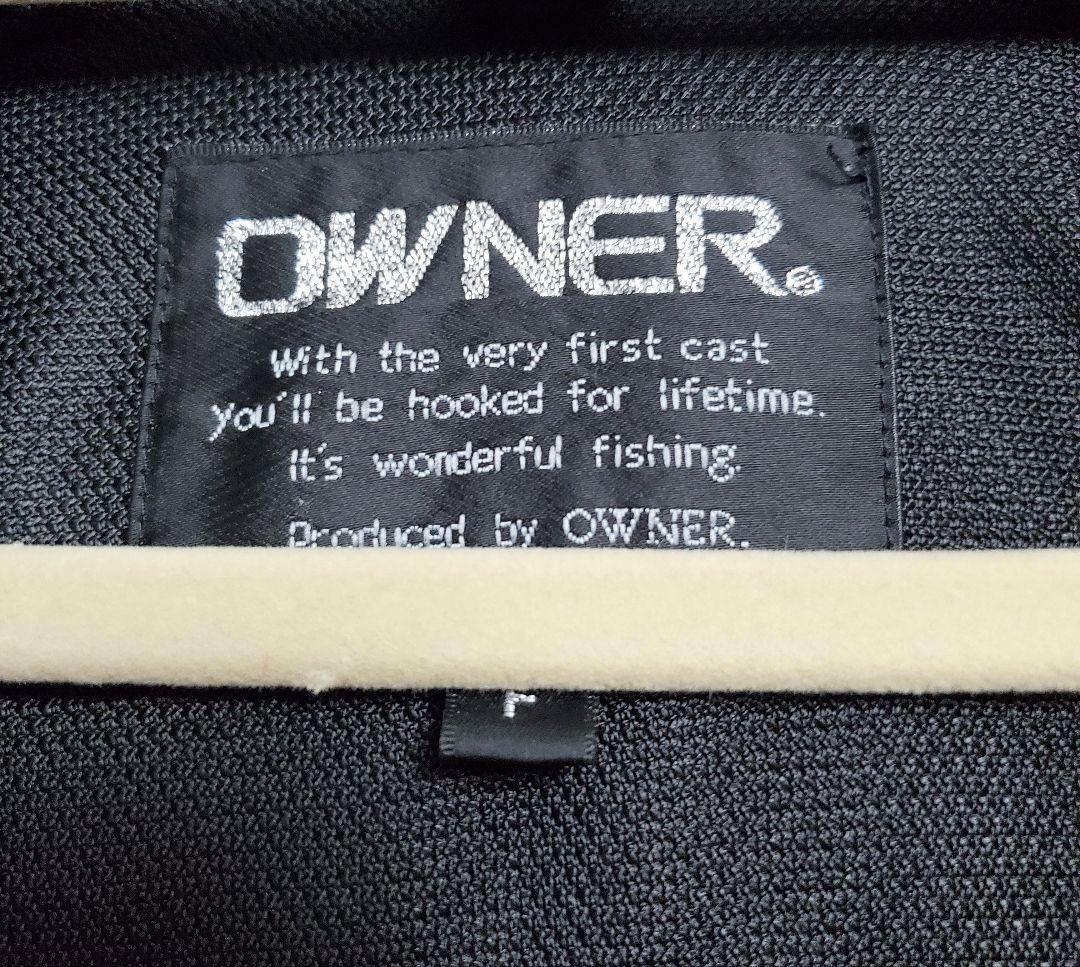 OWNER®
With the very first cast
you'll be hooked for lifetime.
It's wonderful fishing.
Produced by OWNER.